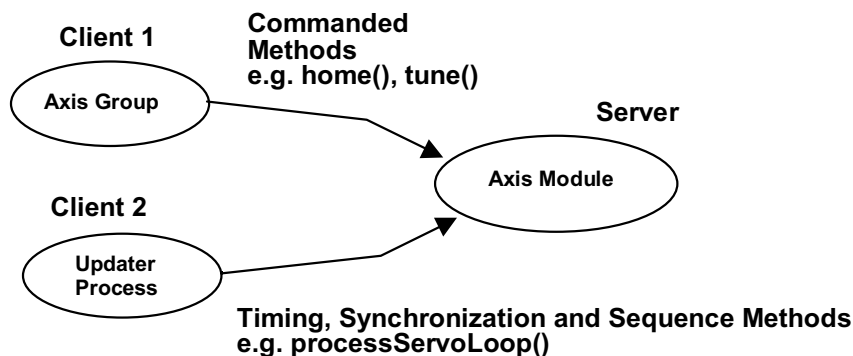 Client 1
Commanded
Methods
e.g. home(), tune()
Axis Group
Server
Axis Module
Client 2
Updater
Process
Timing, Synchronization and Sequence Methods
e.g. processServoLoop()